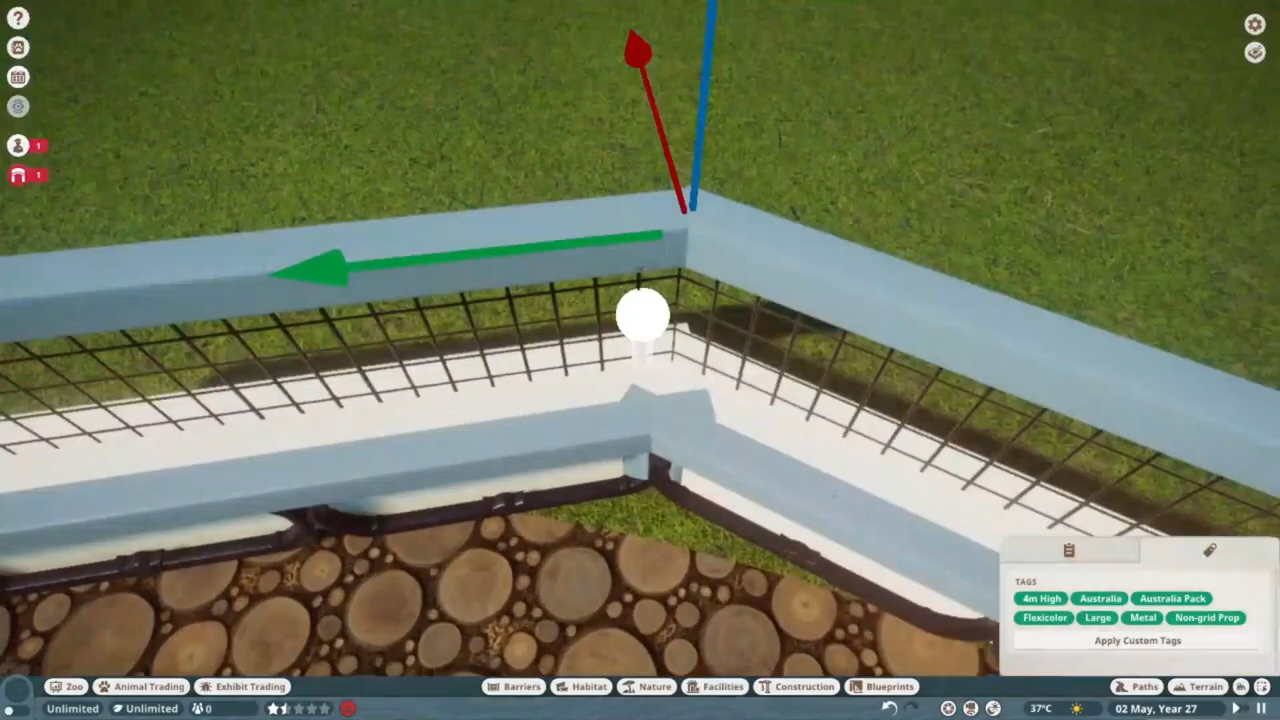 ?
1
1
TAGS
4m High Australia Australia Pack
Flexicolor Large Metal Non-grid Prop
Apply Custom Tags
Zoo Animal Trading Exhibit Trading Barriers Habitat Nature Facilities Construction Blueprints Paths Terrain
Unlimited Unlimited 0 37°C 02 May, Year 27